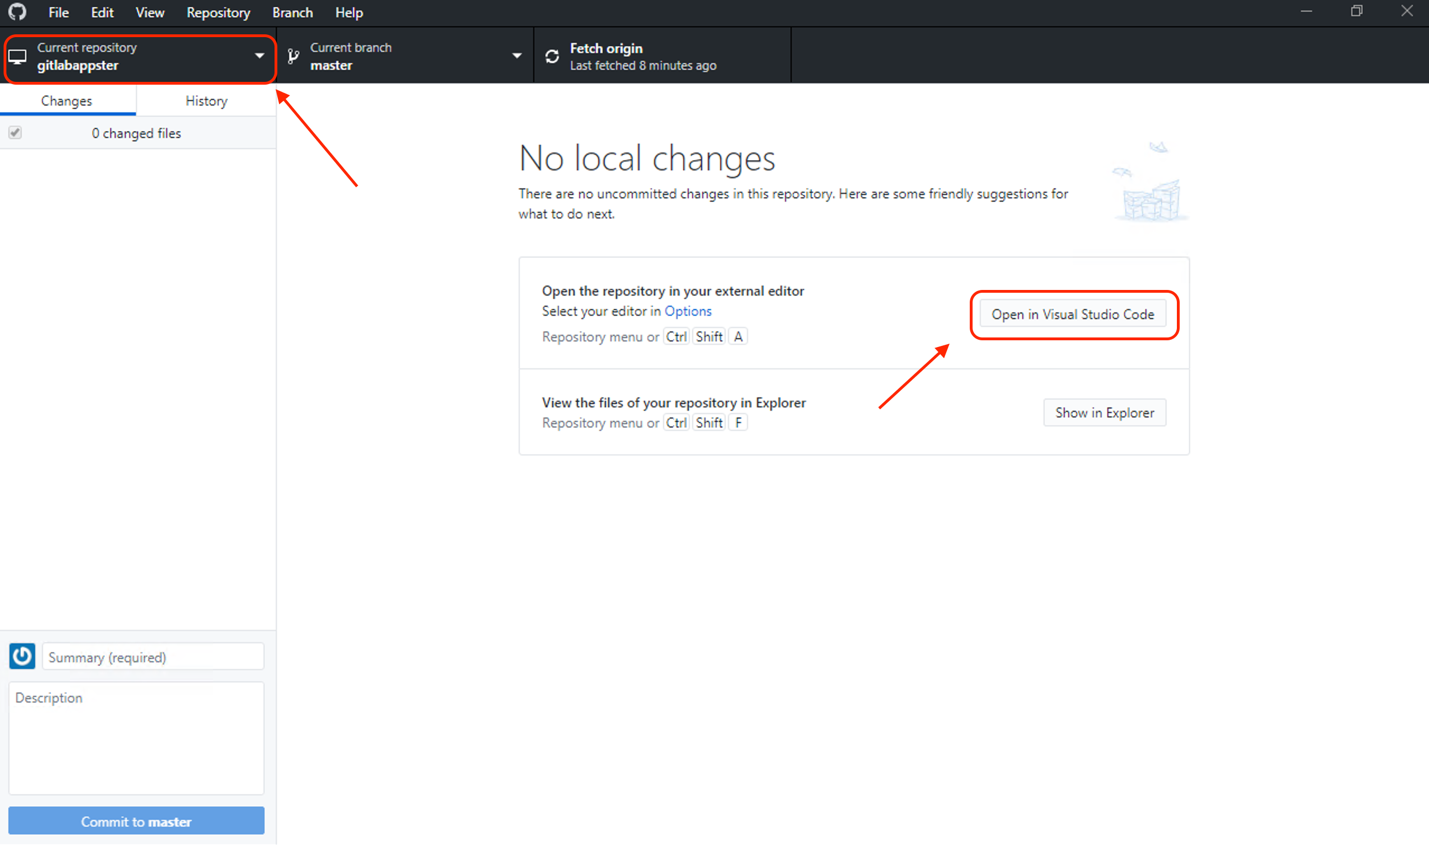 File Edit View Repository Branch Help
Current repository
gitlabappster
Current branch
master
Fetch origin
Last fetched 8 minutes ago
Changes
History
0 changed files
No local changes
There are no uncommitted changes in this repository. Here are some friendly suggestions for
what to do next.
Open the repository in your external editor
Select your editor in Options
Repository menu or Ctrl Shift A
Open in Visual Studio Code
View the files of your repository in Explorer
Repository menu or Ctrl Shift F
Show in Explorer
Summary (required)
Description
Commit to master